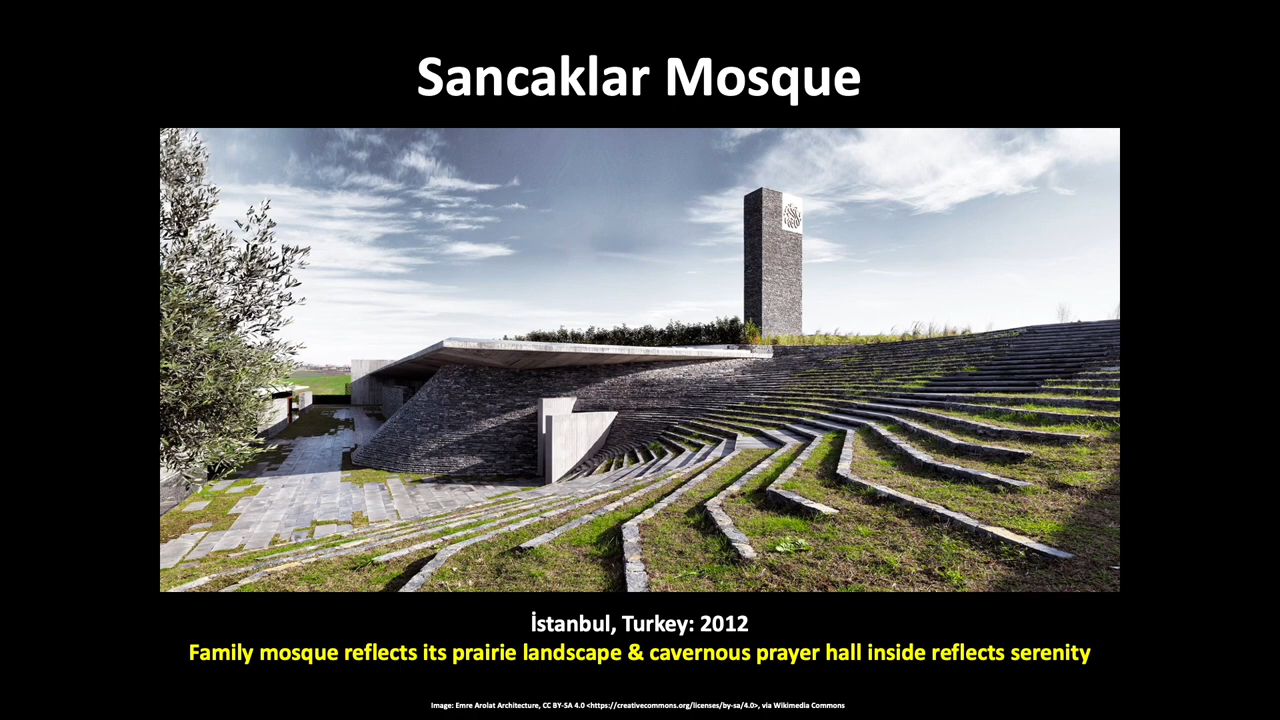 Sancaklar Mosque
İstanbul, Turkey: 2012
Family mosque reflects its prairie landscape & cavernous prayer hall inside reflects serenity
Image: Emre Arolat Architecture, CC BY-SA 4.0 <https://creativecommons.org/licenses/by-sa/4.0>, via Wikimedia Commons